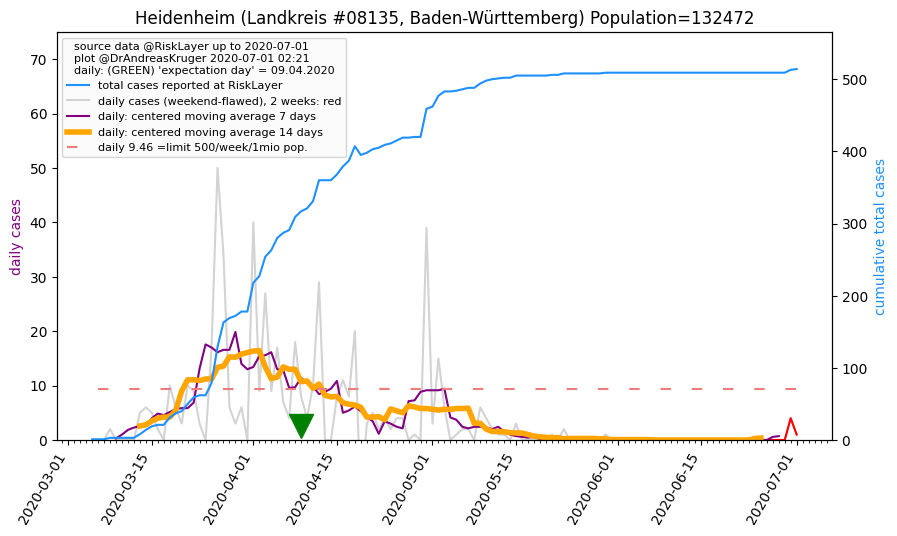 Heidenheim (Landkreis #08135, Baden-Württemberg) Population=132472
source data @RiskLayer up to 2020-07-01
plot @DrAndreasKruger 2020-07-01 02:21
daily: (GREEN) 'expectation day' = 09.04.2020
total cases reported at RiskLayer
daily cases (weekend-flawed), 2 weeks: red
daily: centered moving average 7 days
daily: centered moving average 14 days
daily 9.46 =limit 500/week/1mio pop.
daily cases
70
60
50
40
30
20
10
0
cumulative total cases
500
400
300
200
100
0
2020-03-01
2020-03-15
2020-04-01
2020-04-15
2020-05-01
2020-05-15
2020-06-01
2020-06-15
2020-07-01